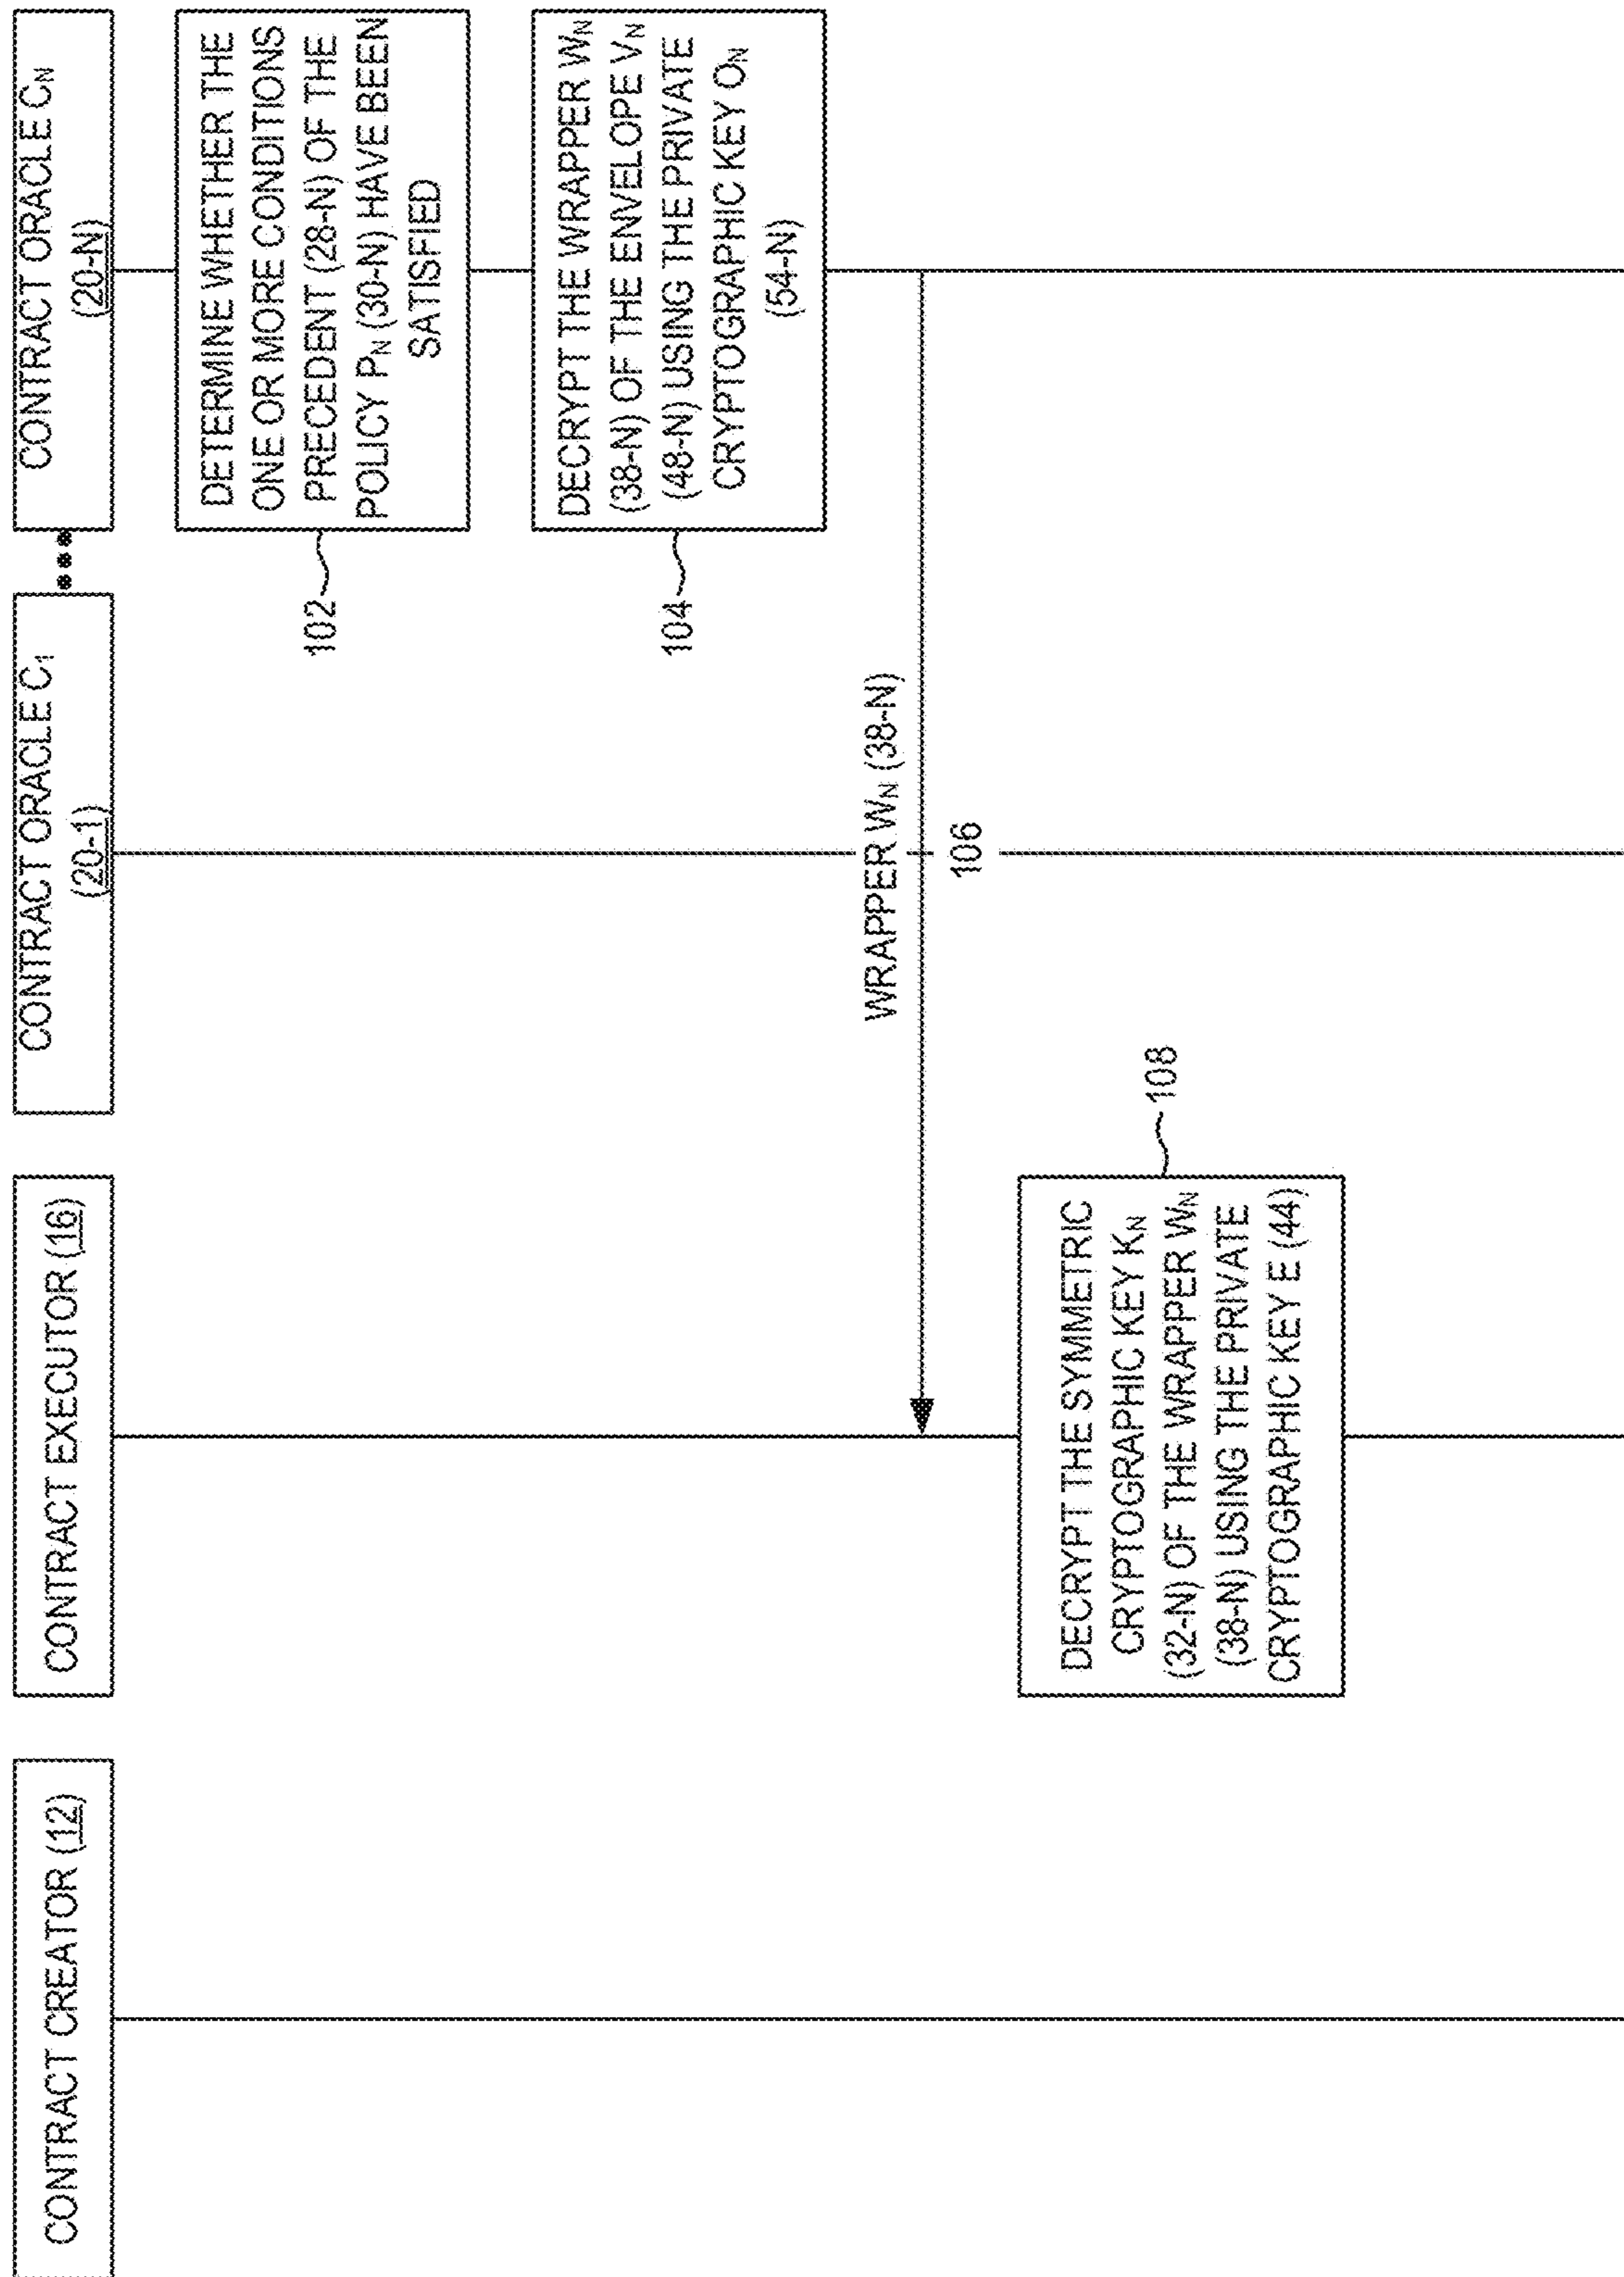 CONTRACT CREATOR (12)
CONTRACT EXECUTOR (16)
CONTRACT ORACLE C1
(20-1)
CONTRACT ORACLE CN
(20-N)
DETERMINE WHETHER THE
ONE OR MORE CONDITIONS
PRECEDENT (28-N) OF THE
POLICY PN (30-N) HAVE BEEN
SATISFIED
102
DECRYPT THE WRAPPER WN
(38-N) OF THE ENVELOPE VN
(48-N) USING THE PRIVATE
CRYPTOGRAPHIC KEY ON
(54-N)
104
WRAPPER WN (38-N)
106
DECRYPT THE SYMMETRIC
CRYPTOGRAPHIC KEY KN
(32-N) OF THE WRAPPER WN
(38-N) USING THE PRIVATE
CRYPTOGRAPHIC KEY E (44)
108